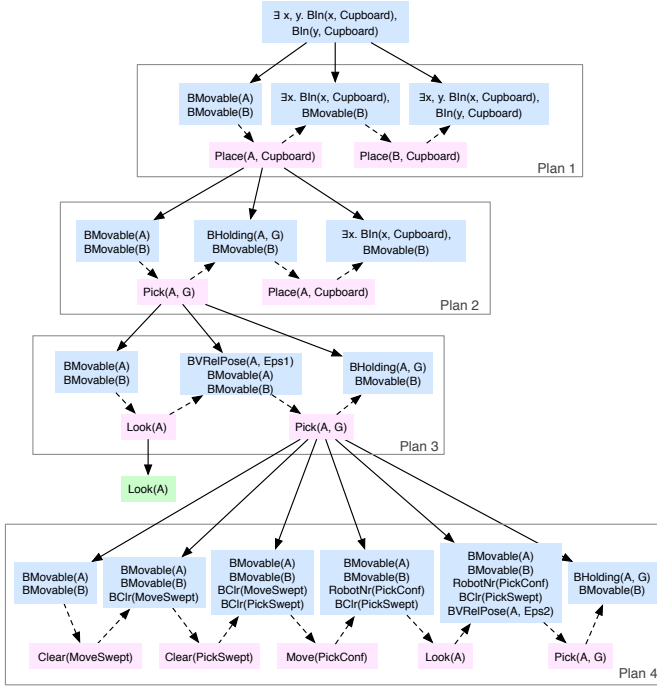 ∃ x, y. BIn(x, Cupboard),
BIn(y, Cupboard)
BMovable(A)
BMovable(B)
∃x. BIn(x, Cupboard),
BMovable(B)
∃x, y. BIn(x, Cupboard),
BIn(y, Cupboard)
Place(A, Cupboard)
Place(B, Cupboard)
Plan 1
BMovable(A)
BMovable(B)
BHolding(A, G)
BMovable(B)
∃x. BIn(x, Cupboard),
BMovable(B)
Pick(A, G)
Place(A, Cupboard)
Plan 2
BMovable(A)
BMovable(B)
BVRelPose(A, Eps1)
BMovable(A)
BMovable(B)
BHolding(A, G)
BMovable(B)
Look(A)
Pick(A, G)
Plan 3
Look(A)
BMovable(A)
BMovable(B)
BMovable(A)
BMovable(B)
BClr(MoveSwept)
BMovable(A)
BMovable(B)
BClr(MoveSwept)
BClr(PickSwept)
BMovable(A)
BMovable(B)
RobotNr(PickConf)
BClr(PickSwept)
BMovable(A)
BMovable(B)
RobotNr(PickConf)
BClr(PickSwept)
BVRelPose(A, Eps2)
BHolding(A, G)
BMovable(B)
Clear(MoveSwept)
Clear(PickSwept)
Move(PickConf)
Look(A)
Pick(A, G)
Plan 4